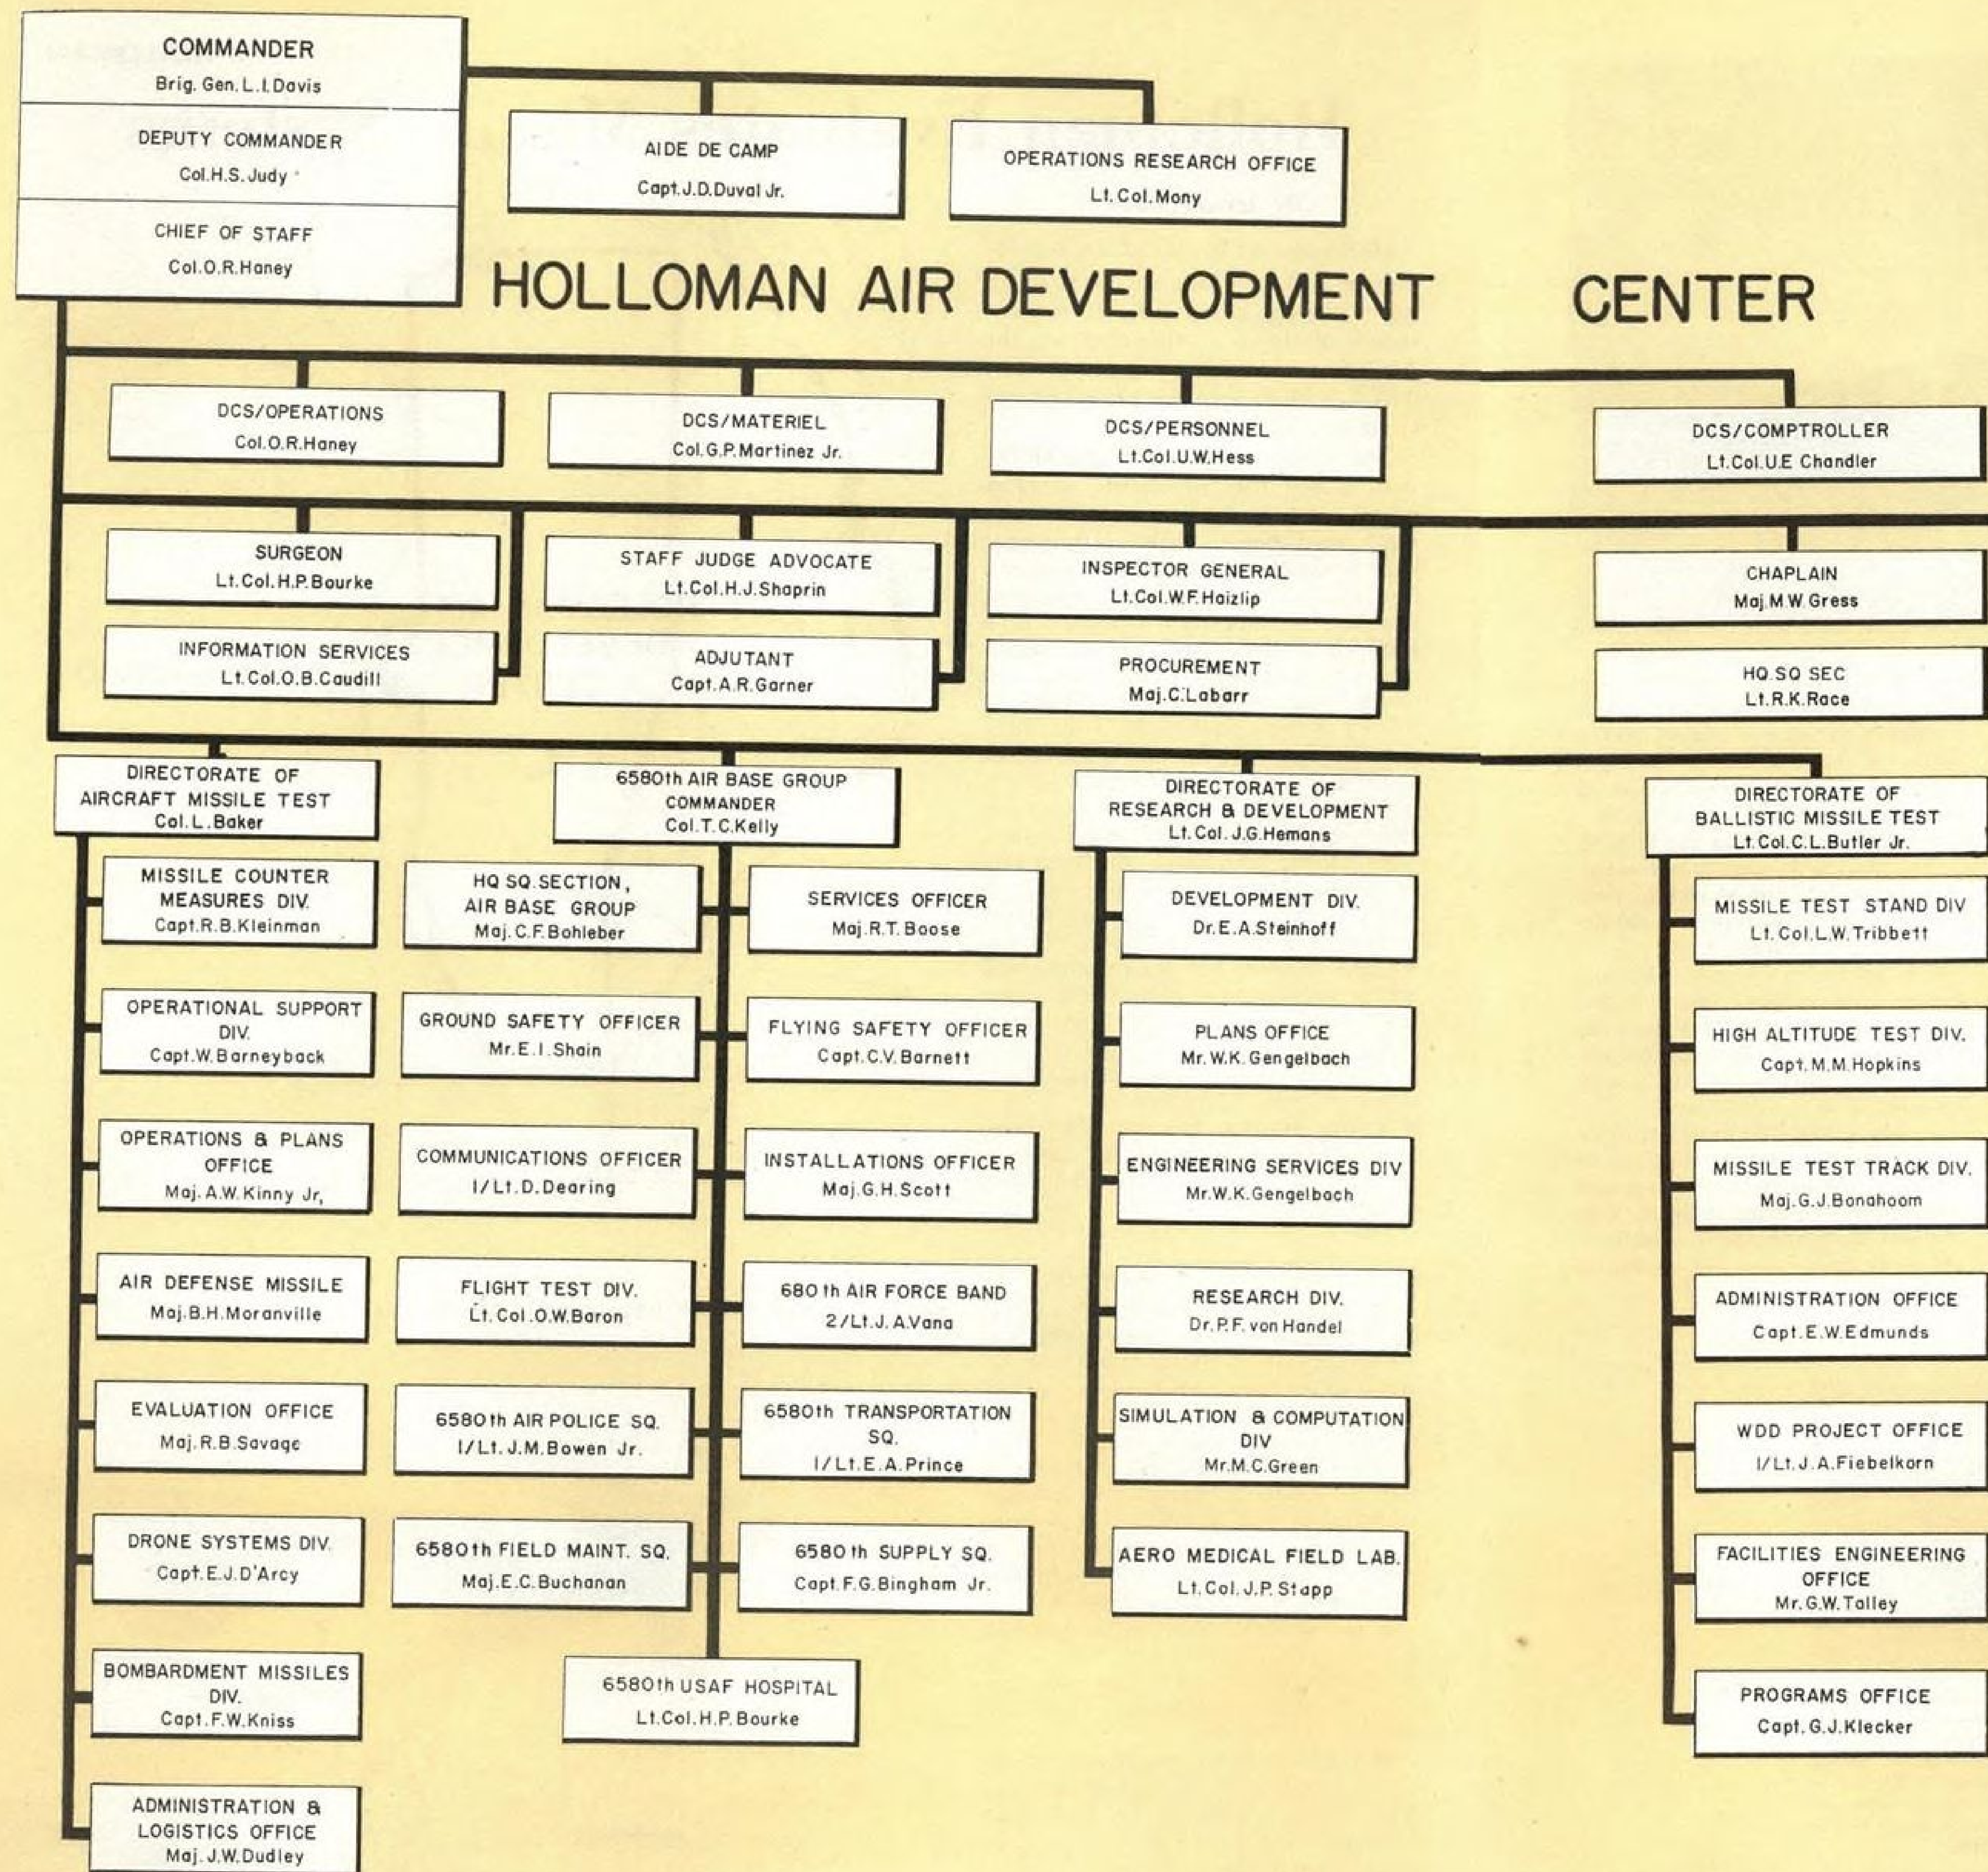 COMMANDER
Brig. Gen. L.I. Davis
DEPUTY COMMANDER
Col. H.S. Judy
CHIEF OF STAFF
Col. O.R. Haney
AIDE DE CAMP
Capt. J.D. Duval Jr.
OPERATIONS RESEARCH OFFICE
Lt. Col. Mony
HOLLOMAN AIR DEVELOPMENT CENTER
DCS/OPERATIONS
Col. O.R. Haney
DCS/MATERIEL
Col. G.P. Martinez Jr.
DCS/PERSONNEL
Lt. Col. U.W. Hess
DCS/COMPTROLLER
Lt. Col. U.E Chandler
SURGEON
Lt. Col. H.P. Bourke
STAFF JUDGE ADVOCATE
Lt. Col. H.J. Shaprin
INSPECTOR GENERAL
Lt. Col. W.F. Haizlip
CHAPLAIN
Maj. M.W. Gress
INFORMATION SERVICES
Lt. Col. O.B. Caudill
ADJUTANT
Capt. A.R. Garner
PROCUREMENT
Maj. C. Labarr
HQ SQ SEC
Lt. R.K. Race
DIRECTORATE OF
AIRCRAFT MISSILE TEST
Col. L. Baker
MISSILE COUNTER
MEASURES DIV.
Capt. R.B. Kleinman
OPERATIONAL SUPPORT
DIV.
Capt. W. Barneyback
OPERATIONS & PLANS
OFFICE
Maj. A.W. Kinny Jr,
AIR DEFENSE MISSILE
Maj. B.H. Moranville
EVALUATION OFFICE
Maj. R.B. Savage
DRONE SYSTEMS DIV.
Capt. E.J. D'Arcy
BOMBARDMENT MISSILES
DIV.
Capt. F.W. Kniss
ADMINISTRATION &
LOGISTICS OFFICE
Maj. J.W. Dudley
6580th AIR BASE GROUP
COMMANDER
Col. T.C. Kelly
HQ SQ. SECTION,
AIR BASE GROUP
Maj. C.F. Bohleber
SERVICES OFFICER
Maj. R.T. Boose
GROUND SAFETY OFFICER
Mr. E.I. Shain
FLYING SAFETY OFFICER
Capt. C.V. Barnett
COMMUNICATIONS OFFICER
1/Lt. D. Dearing
INSTALLATIONS OFFICER
Maj. G.H. Scott
FLIGHT TEST DIV.
Lt. Col. O.W. Baron
680th AIR FORCE BAND
2/Lt. J.A. Vana
6580th AIR POLICE SQ.
1/Lt. J.M. Bowen Jr.
6580th TRANSPORTATION
SQ.
1/Lt. E.A. Prince
6580th FIELD MAINT. SQ.
Maj. E.C. Buchanan
6580th SUPPLY SQ.
Capt. F.G. Bingham Jr.
6580th USAF HOSPITAL
Lt. Col. H.P. Bourke
DIRECTORATE OF
RESEARCH & DEVELOPMENT
Lt. Col. J.G. Hemans
DEVELOPMENT DIV.
Dr. E.A. Steinhoff
PLANS OFFICE
Mr. W.K. Gengelbach
ENGINEERING SERVICES DIV
Mr. W.K. Gengelbach
RESEARCH DIV.
Dr. P.F. von Handel
SIMULATION & COMPUTATION
DIV
Mr. M.C. Green
AERO MEDICAL FIELD LAB.
Lt. Col. J.P. Stapp
DIRECTORATE OF
BALLISTIC MISSILE TEST
Lt. Col. C.L. Butler Jr.
MISSILE TEST STAND DIV
Lt. Col. L.W. Tribbett
HIGH ALTITUDE TEST DIV.
Capt. M.M. Hopkins
MISSILE TEST TRACK DIV.
Maj. G.J. Bonahoom
ADMINISTRATION OFFICE
Capt. E.W. Edmunds
WDD PROJECT OFFICE
1/Lt. J.A. Fiebelkorn
FACILITIES ENGINEERING
OFFICE
Mr. G.W. Talley
PROGRAMS OFFICE
Capt. G.J. Klecker